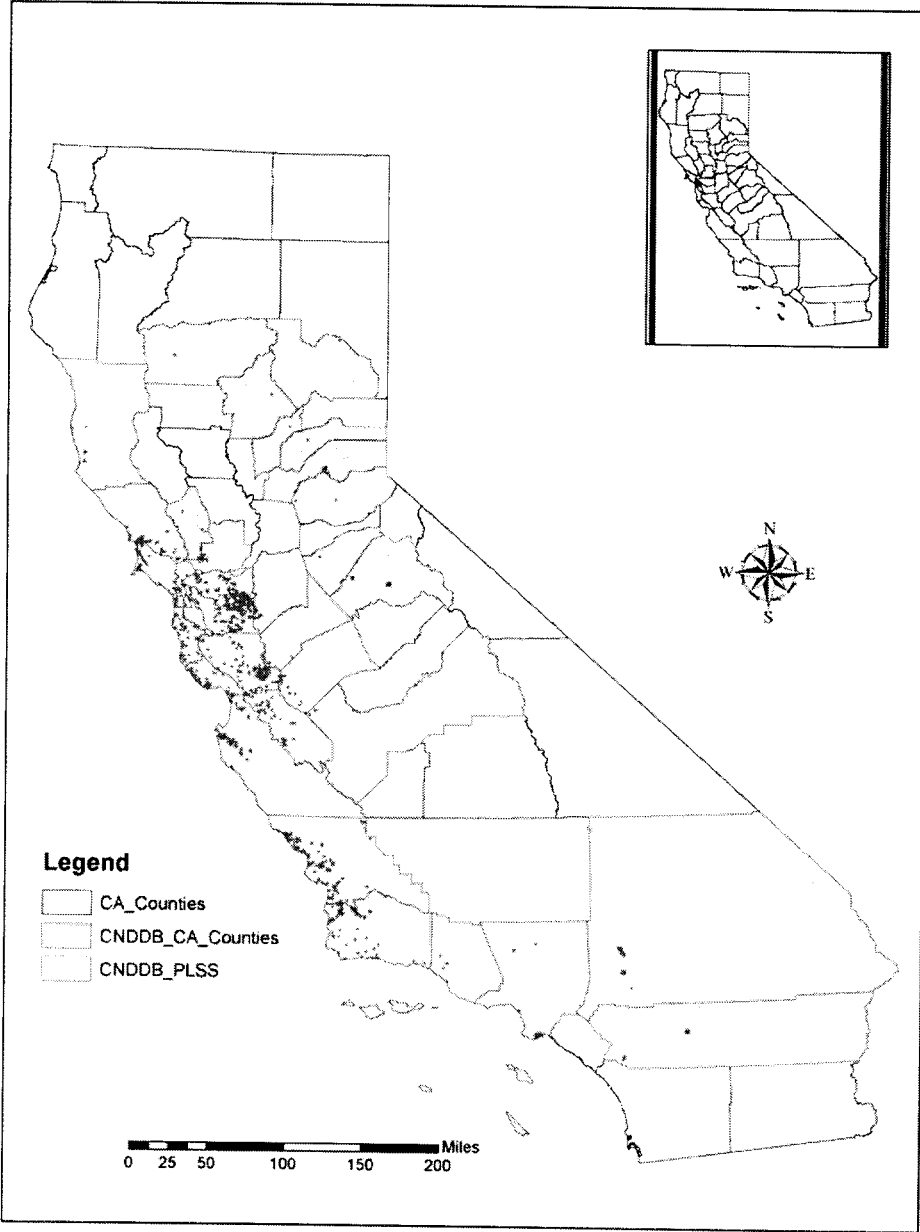 N
W E
S
Legend
CA_Counties
CNDDB_CA_Counties
CNDDB_PLSS
Miles
0 25 50 100 150 200